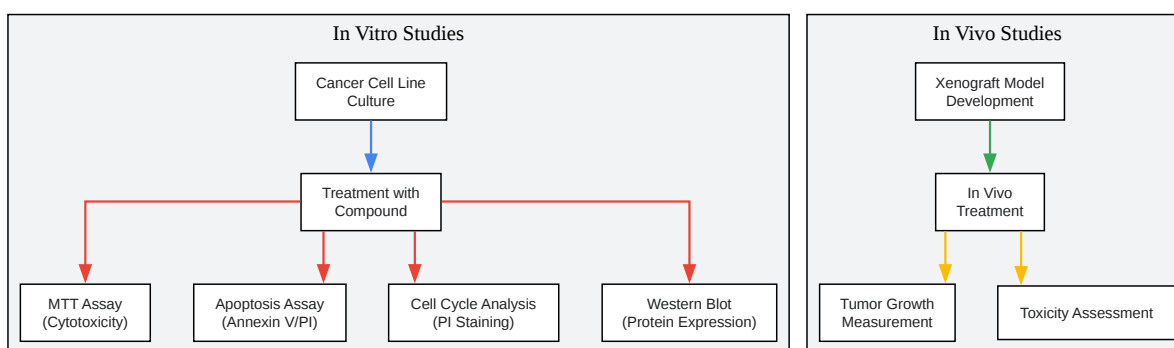 In Vitro Studies
Cancer Cell Line
Culture
Treatment with
Compound
MTT Assay
(Cytotoxicity)
Apoptosis Assay
(Annexin V/PI)
Cell Cycle Analysis
(PI Staining)
Western Blot
(Protein Expression)
In Vivo Studies
Xenograft Model
Development
In Vivo
Treatment
Tumor Growth
Measurement
Toxicity Assessment